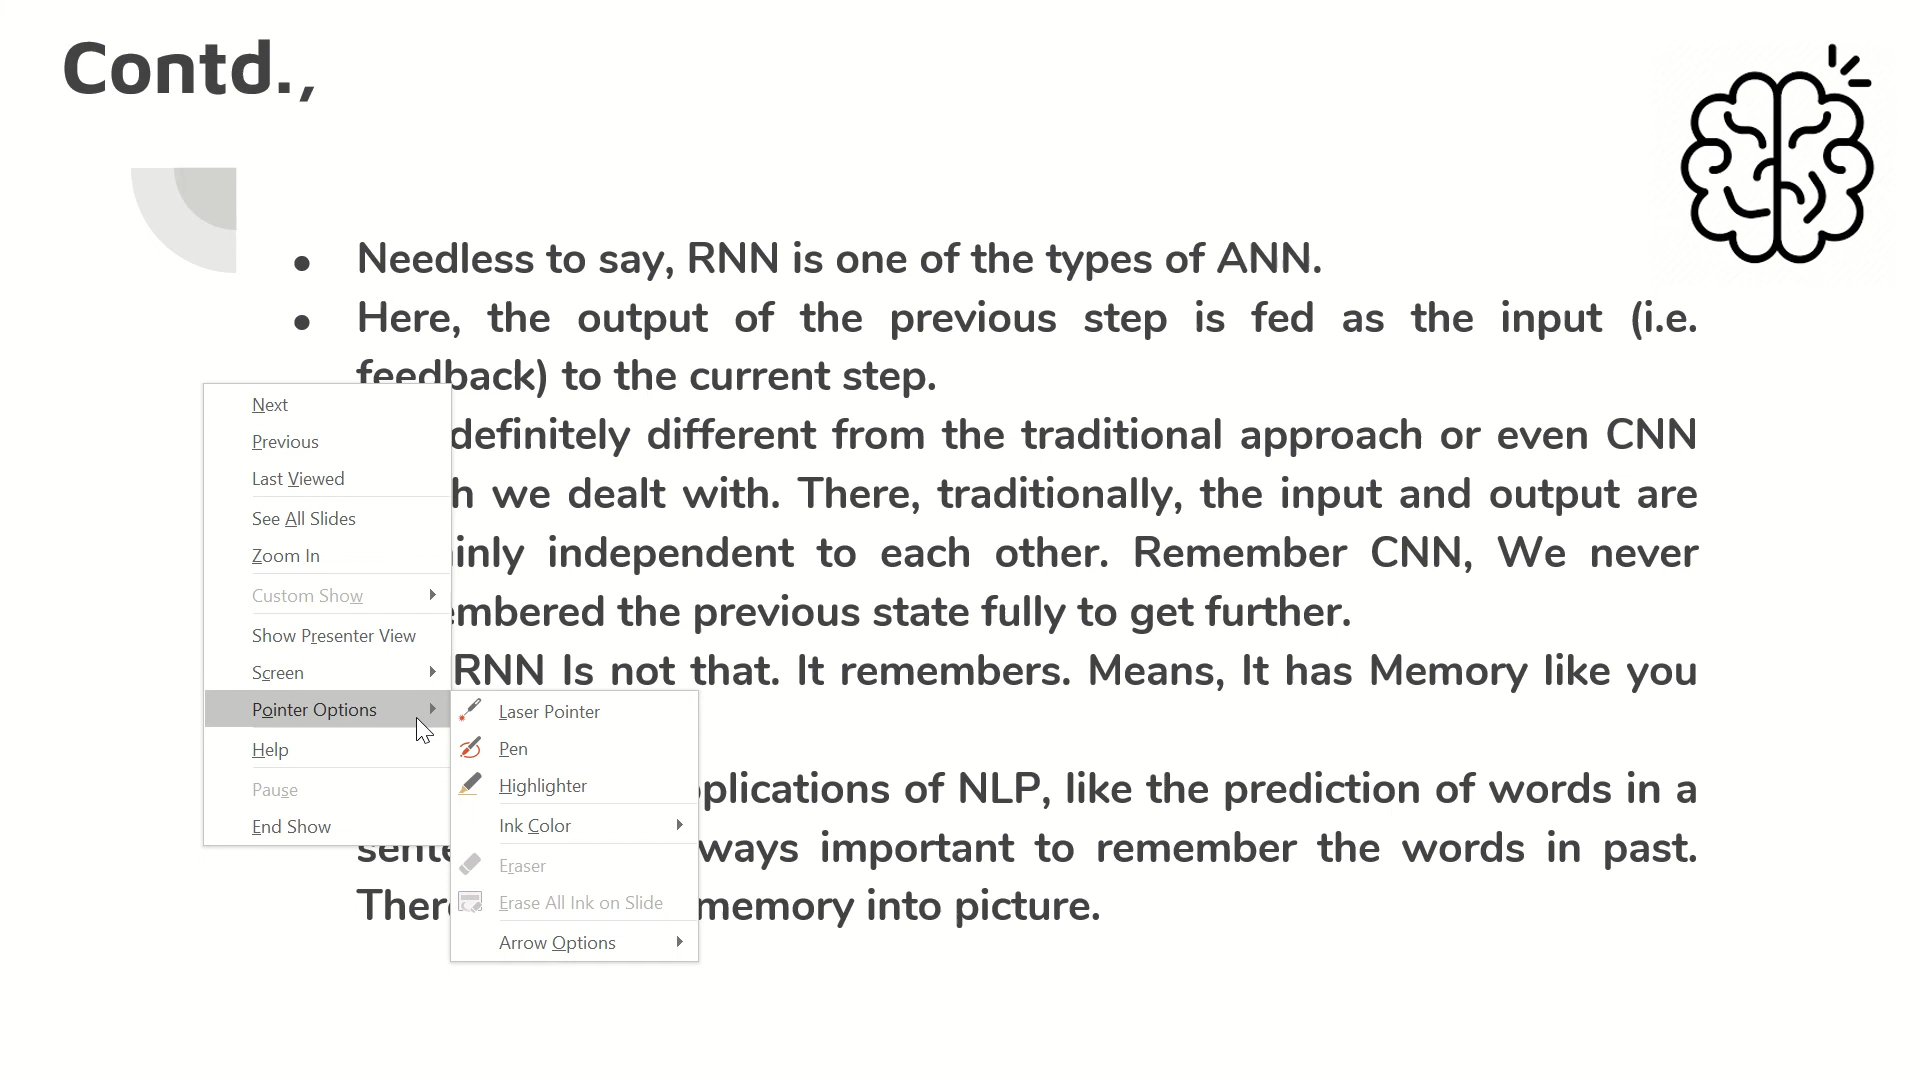 Contd.,
• Needless to say, RNN is one of the types of ANN.
• Here, the output of the previous step is fed as the input (i.e.
feedback) to the current step.
definitely different from the traditional approach or even CNN
we dealt with. There, traditionally, the input and output are
independent to each other. Remember CNN, We never
the previous state fully to get further.
RNN Is not that. It remembers. Means, It has Memory like you
of NLP, like the prediction of words in a
important to remember the words in past.
memory into picture.
Next
Previous
Last Viewed
See All Slides
Zoom In
Custom Show
Show Presenter View
Screen
Pointer Options
Help
Pause
End Show
Laser Pointer
Pen
Highlighter
Ink Color
Eraser
Erase All Ink on Slide
Arrow Options